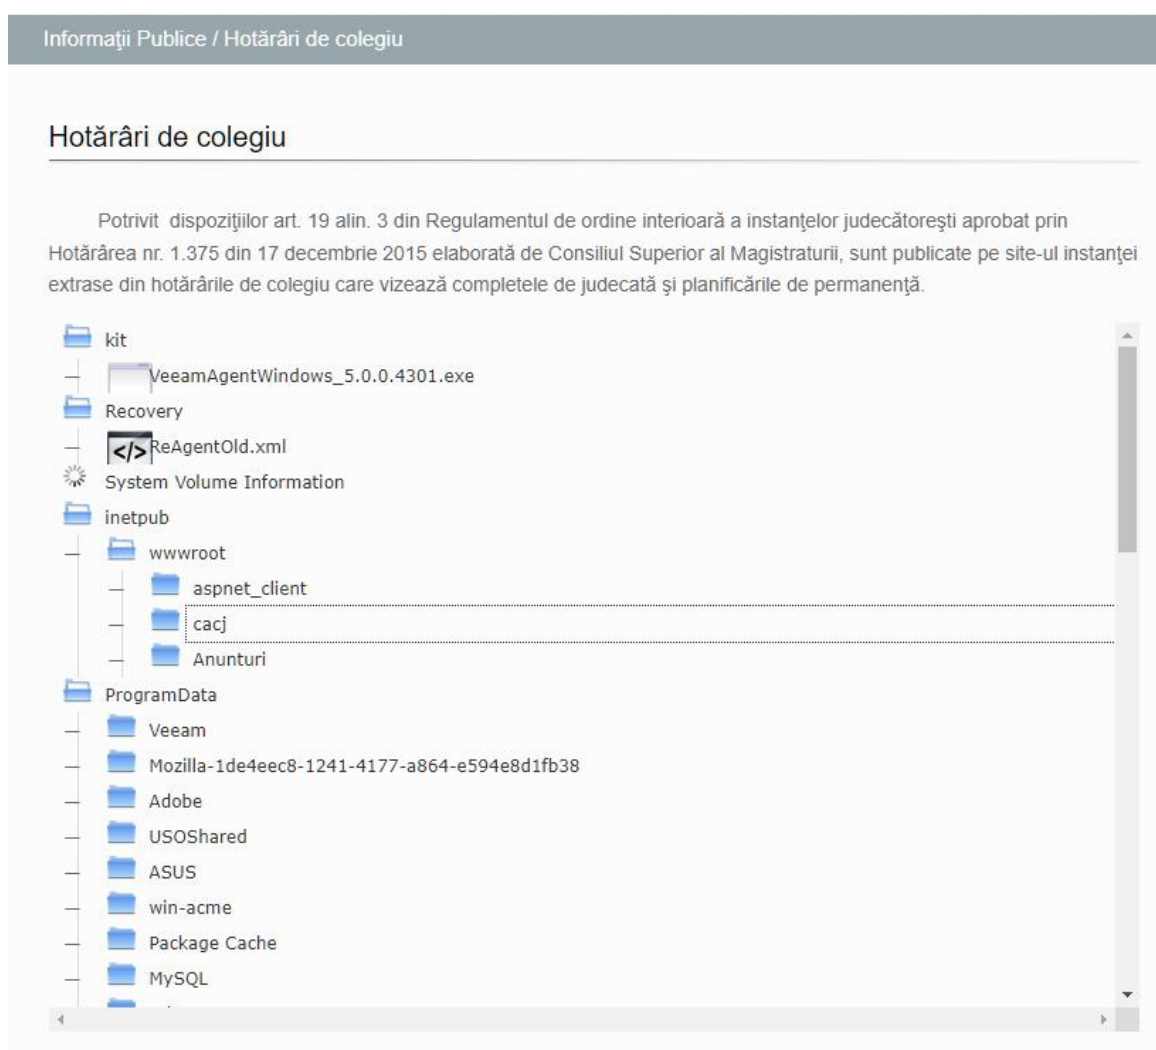 Informaţii Publice / Hotărâri de colegiu
Hotărâri de colegiu
Potrivit dispoziţiilor art. 19 alin. 3 din Regulamentul de ordine interioară a instanţelor judecătoreşti aprobat prin
Hotărârea nr. 1.375 din 17 decembrie 2015 elaborată de Consiliul Superior al Magistraturii, sunt publicate pe site-ul instanţei
extrase din hotărârile de colegiu care vizează completele de judecată şi planificările de permanenţă.
kit
VeeamAgentWindows_5.0.0.4301.exe
Recovery
</>ReAgentOld.xml
System Volume Information
inetpub
wwwroot
aspnet_client
cacj
Anunturi
ProgramData
Veeam
Mozilla-1de4eec8-1241-4177-a864-e594e8d1fb38
Adobe
USOShared
ASUS
win-acme
Package Cache
MySQL